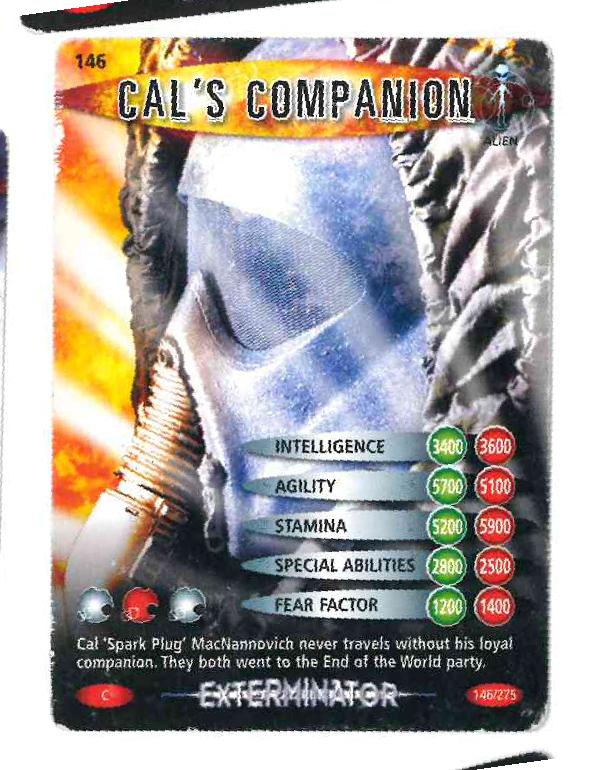 146
CAL'S COMPANION
ALIEN
INTELLIGENCE 3400 3600
AGILITY 5700 5100
STAMINA 5200 5900
SPECIAL ABILITIES 2800 2500
FEAR FACTOR 1200 1400
Cal 'Spark Plug' MacNannovich never travels without his loyal
companion. They both went to the End of the World party.
C EXTERMINATOR 146/275